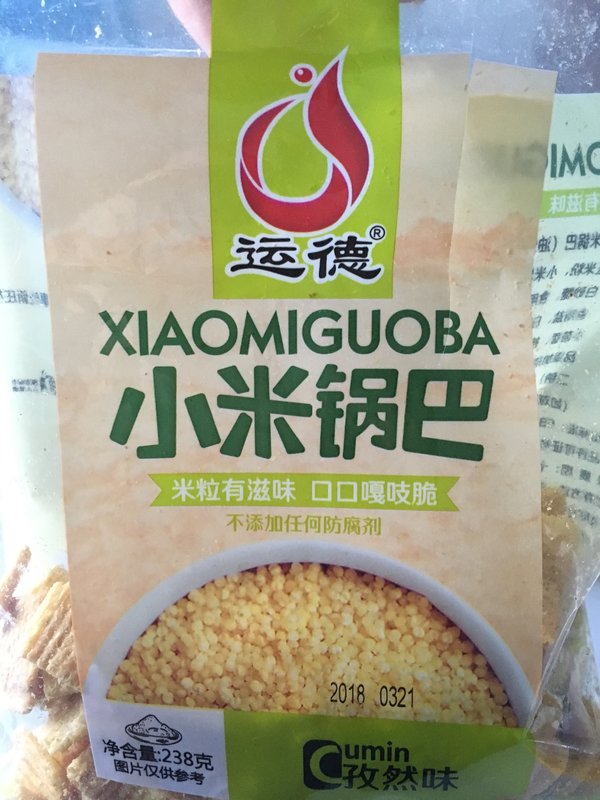 运德®
XIAOMIGUOBA
小米锅巴
米粒有滋味 口口嘎吱脆
不添加任何防腐剂
2018 0321
净含量:238克
图片仅供参考
Cumin
孜然味